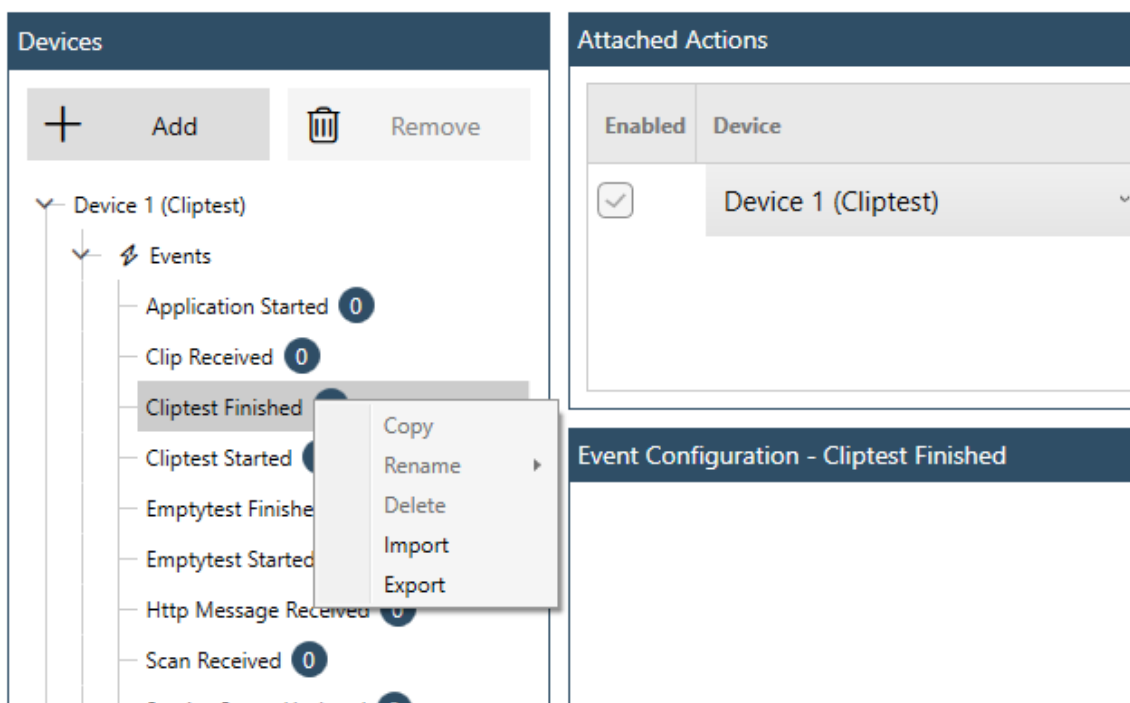 Devices
Add
Remove
Device 1 (Cliptest)
Events
Application Started 0
Clip Received 0
Cliptest Finished
Cliptest Started
Emptytest
Emptytest Started
Http Message Received
Scan Received 0
Copy
Rename
Delete
Import
Export
Attached Actions
Enabled Device
Device 1 (Cliptest)
Event Configuration - Cliptest Finished